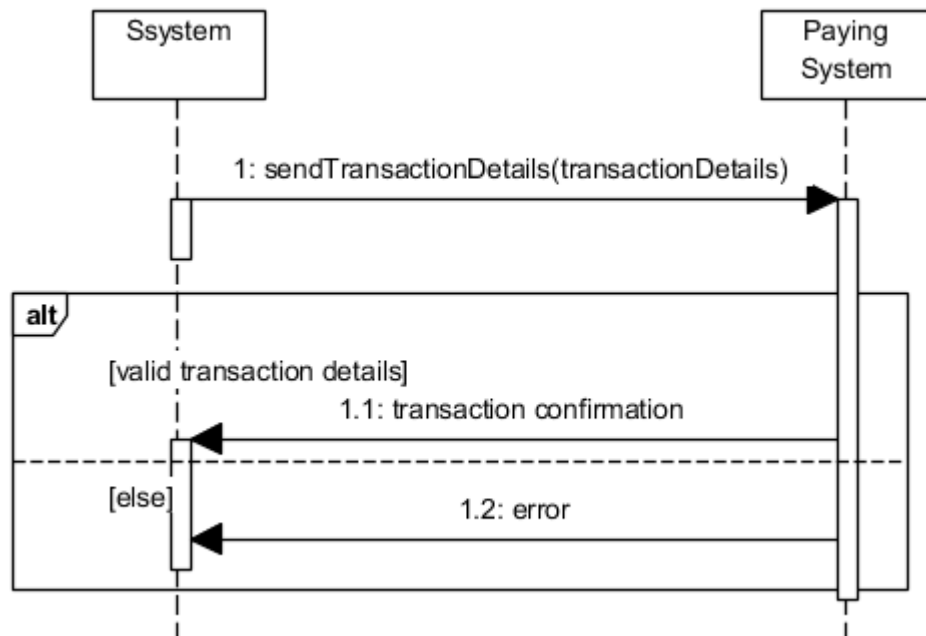 Ssystem
Paying
System
1: sendTransactionDetails(transactionDetails)
alt
[valid transaction details]
1.1: transaction confirmation
[else]
1.2: error